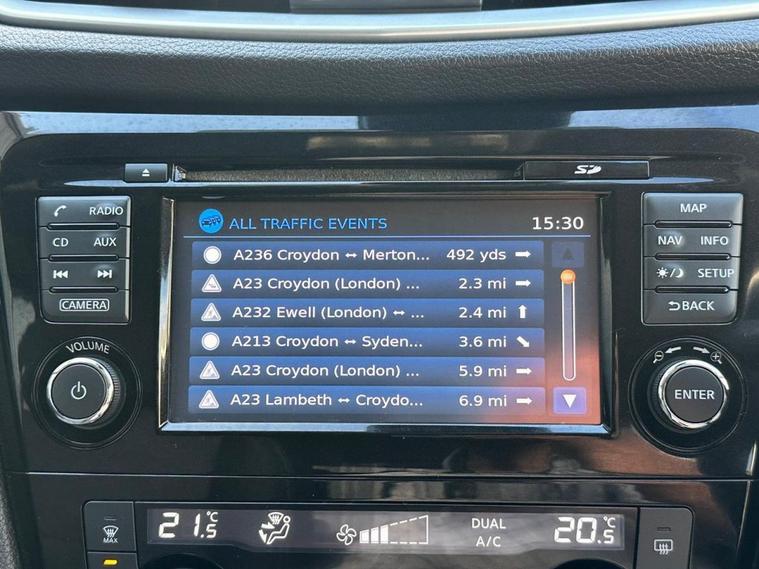 SD
RADIO
CD AUX
CAMERA
VOLUME
ALL TRAFFIC EVENTS 15:30
A236 Croydon ↔ Merton... 492 yds ➡
A23 Croydon (London) ... 2.3 mi ➡
A232 Ewell (London) ↔ ... 2.4 mi ⬆
A213 Croydon ↔ Syden... 3.6 mi ⬊
A23 Croydon (London) ... 5.9 mi ➡
A23 Lambeth ↔ Croydo... 6.9 mi ➡
MAP
NAV INFO
SETUP
BACK
ENTER
MAX
21.5°C
DUAL
A/C
20.5°C